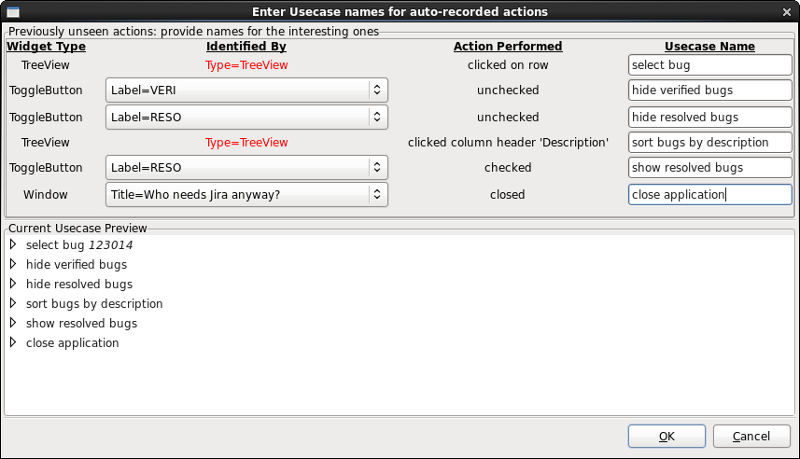 Enter Usecase names for auto-recorded actions
Previously unseen actions: provide names for the interesting ones
Widget Type Identified By Action Performed Usecase Name
TreeView Type=TreeView clicked on row select bug
ToggleButton Label=VERI unchecked hide verified bugs
ToggleButton Label=RESO unchecked hide resolved bugs
TreeView Type=TreeView clicked column header 'Description' sort bugs by description
ToggleButton Label=RESO checked show resolved bugs
Window Title=Who needs Jira anyway? closed close application
Current Usecase Preview
select bug 123014
hide verified bugs
hide resolved bugs
sort bugs by description
show resolved bugs
close application
OK Cancel